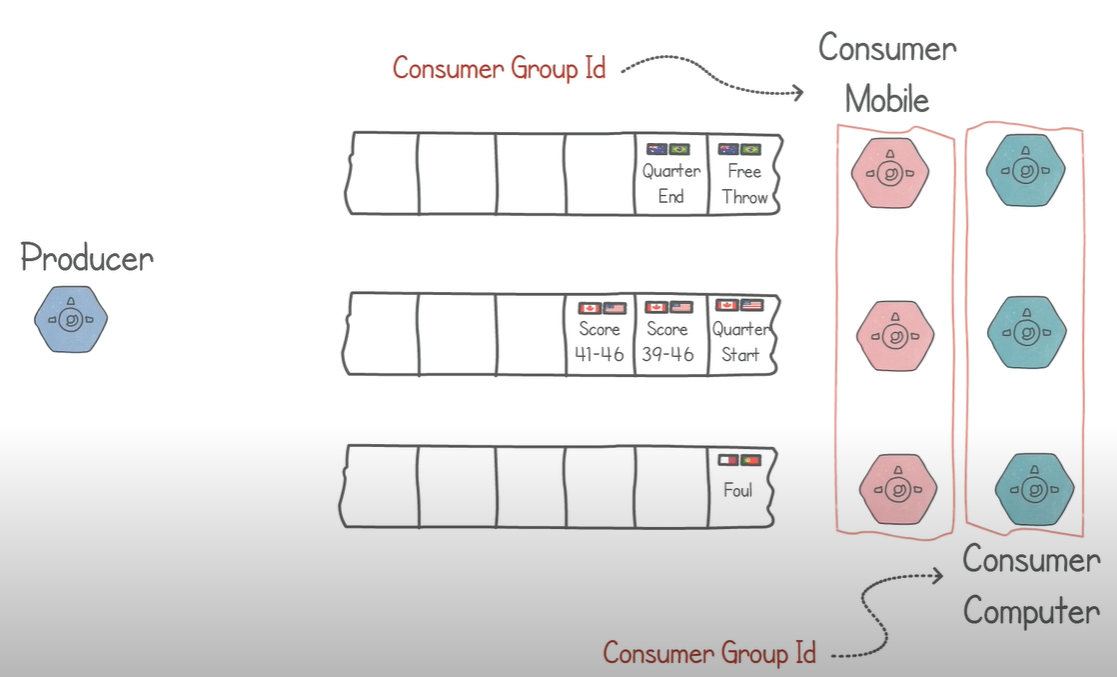 Consumer Group Id
Consumer
Mobile
Quarter
End
Free
Throw
Producer
Score
41-46
Score
39-46
Quarter
Start
Foul
Consumer
Computer
Consumer Group Id